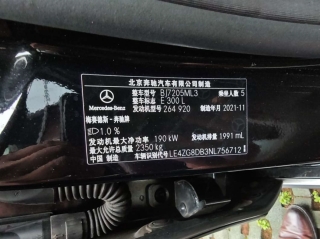 北京奔驰汽车有限公司制造
Mercedes-Benz
整车型号 BJ7205ML3 乘坐人数 5
整车标志 E 300 L
发动机型号 264 920 制造年月 2021-11
梅赛德斯-奔驰牌
1.0 %
发动机最大净功率 190 kW 发动机排量 1991 mL
最大允许总质量 2350 kg
中国制造 车辆识别代号 LE4ZG8DB3NL756712